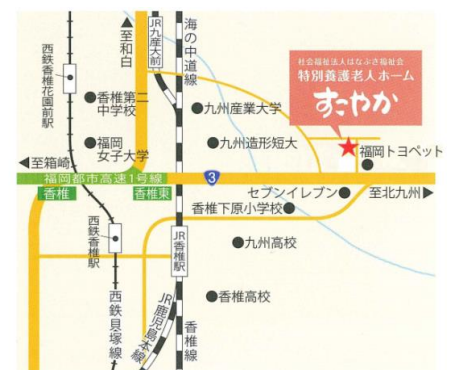 至和白
JR九産大前
海の中道線
西鉄香椎花園前駅
社会福祉法人はなぶさ福祉会
特別養護老人ホーム
すこやか
香椎第二
中学校
九州産業大学
福岡
女子大学
九州造形短大
福岡トヨペット
至箱崎
福岡都市高速1号線
3
香椎
香椎東
セブンイレブン
至北九州
香椎下原小学校
西鉄香椎駅
JR香椎駅
九州高校
香椎高校
西鉄貝塚線
JR鹿児島本線
香椎線